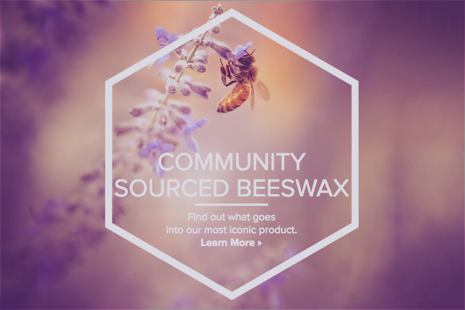 COMMUNITY
SOURCED BEESWAX
Find out what goes
into our most iconic product.
Learn More ▸